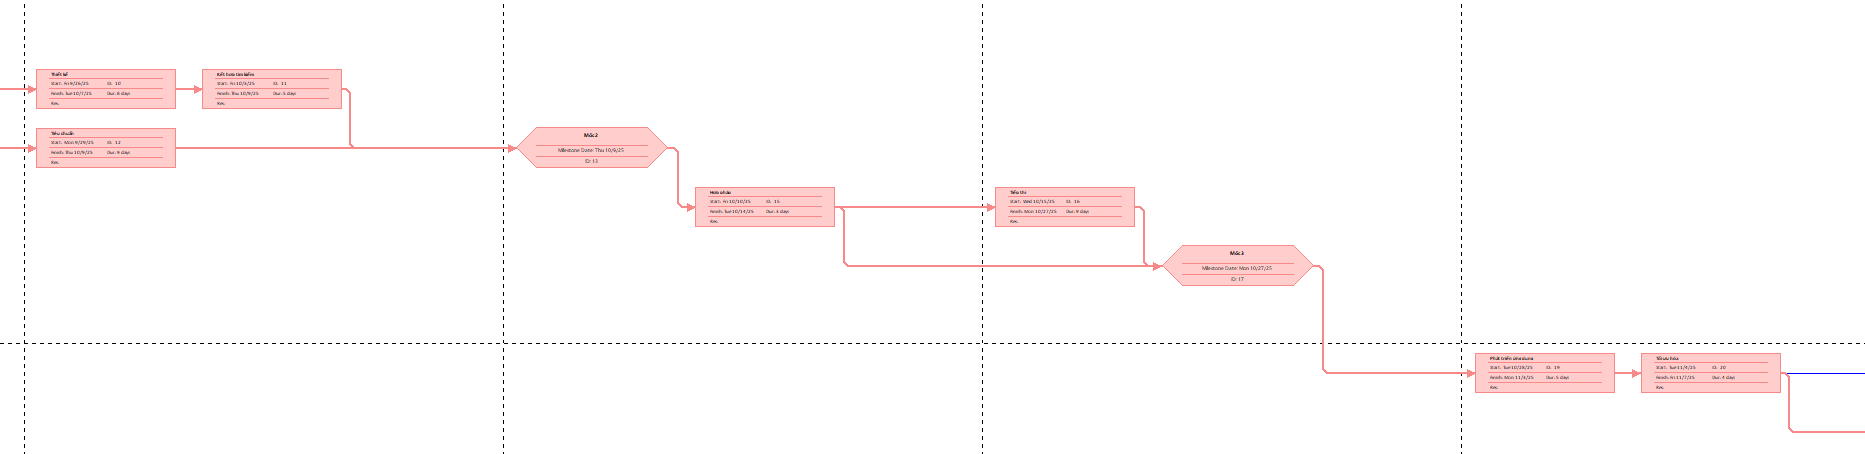 Thiết kế
Start: Fri 9/26/25 ID: 10
Finish: Tue 10/7/25 Dur: 8 days
Res:
Kết hợp tìm kiếm
Start: Fri 10/3/25 ID: 11
Finish: Thu 10/9/25 Dur: 5 days
Res:
Tiêu chuẩn
Start: Mon 9/29/25 ID: 12
Finish: Thu 10/9/25 Dur: 9 days
Res:
Mốc 2
Milestone Date: Thu 10/9/25
ID: 13
Start: Fri 10/10/25 ID: 15
Finish: Tue 10/14/25 Dur: 3 days
Res:
Start: Wed 10/15/25 ID: 16
Finish: Mon 10/27/25 Dur: 9 days
Res:
Mốc 3
Milestone Date: Mon 10/27/25
ID: 17
Phát triển ứng dụng
Start: Tue 10/28/25 ID: 19
Finish: Mon 11/3/25 Dur: 5 days
Res:
Tối ưu hóa
Start: Tue 11/4/25 ID: 20
Finish: Fri 11/7/25 Dur: 4 days
Res: